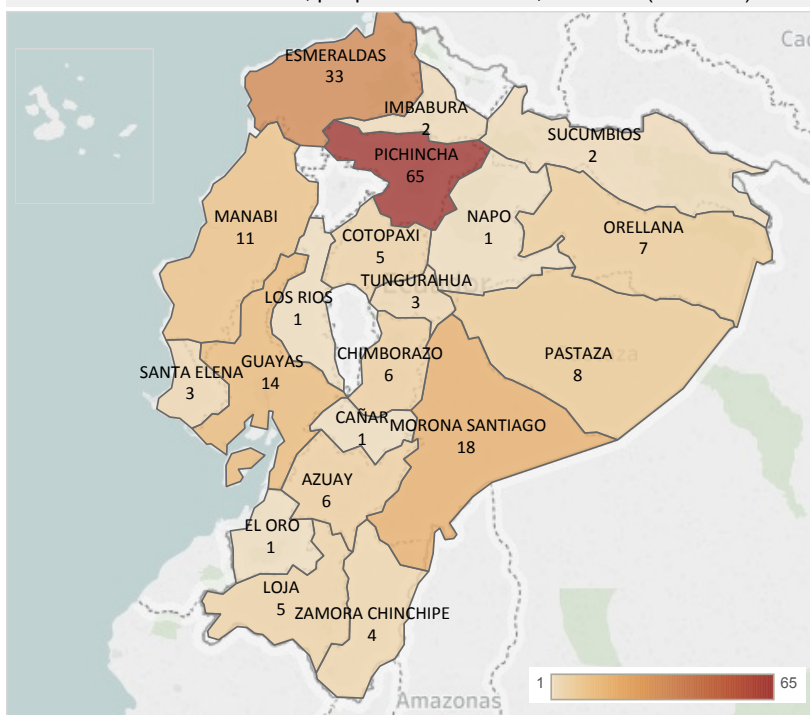 ESMERALDAS
33
IMBABURA
2
SUCUMBIOS
2
PICHINCHA
65
MANABI
11
NAPO
1
ORELLANA
7
COTOPAXI
5
TUNGURAHUA
3
LOS RIOS
1
CHIMBORAZO
6
PASTAZA
8
SANTA ELENA
3
GUAYAS
14
CAÑAR
1
MORONA SANTIAGO
18
AZUAY
6
EL ORO
1
LOJA
5
ZAMORA CHINCHIPE
4
1
65
Amazonas